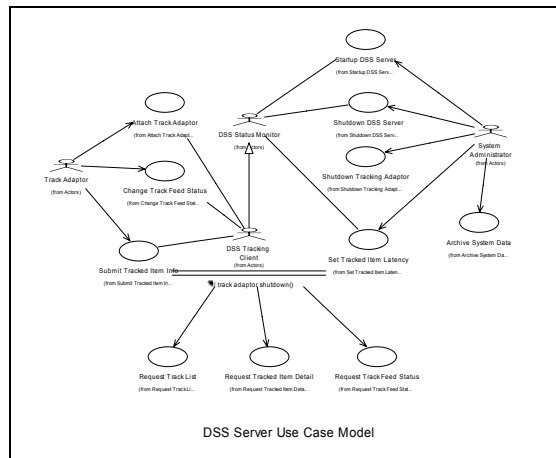 Startup DSS Server
(from Startup DSS Serv...
Attach Track Adaptor
(from Attach Track Adapt...
DSS Status Monitor
(from Actors)
Shutdown DSS Server
(from Shutdown DSS Serv...
System
Administrator
(from Actors)
Track Adaptor
(from Actors)
Shutdown Tracking Adaptor
(from Shutdown Tracking Adapt...
Change Track Feed Status
(from Change Track Feed Stat...
Archive System Data
(from Archive System Da...
DSS Tracking
Client
(from Actors)
Submit Tracked Item Info
(from Submit Tracked Item In...
Set Tracked Item Latency
(from Set Tracked Item Laten...
track adaptor shutdown()
Request Track List
(from Request Track Li...
Request Tracked Item Detail
(from Request Tracked Item Deta...
Request Track Feed Status
(from Request Track Feed Stat...
DSS Server Use Case Model